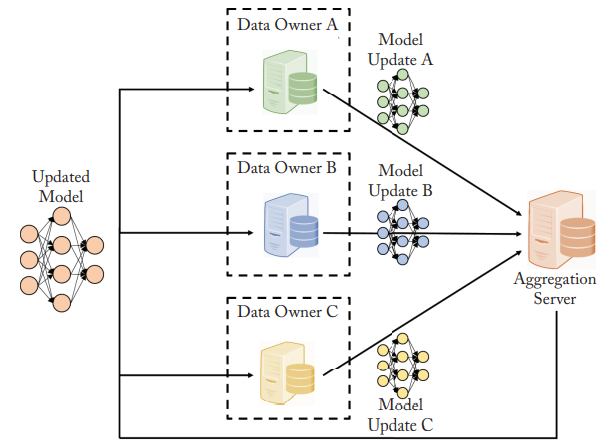 Data Owner A
Model
Update A
Updated
Model
Data Owner B
Model
Update B
Aggregation
Server
Data Owner C
Model
Update C